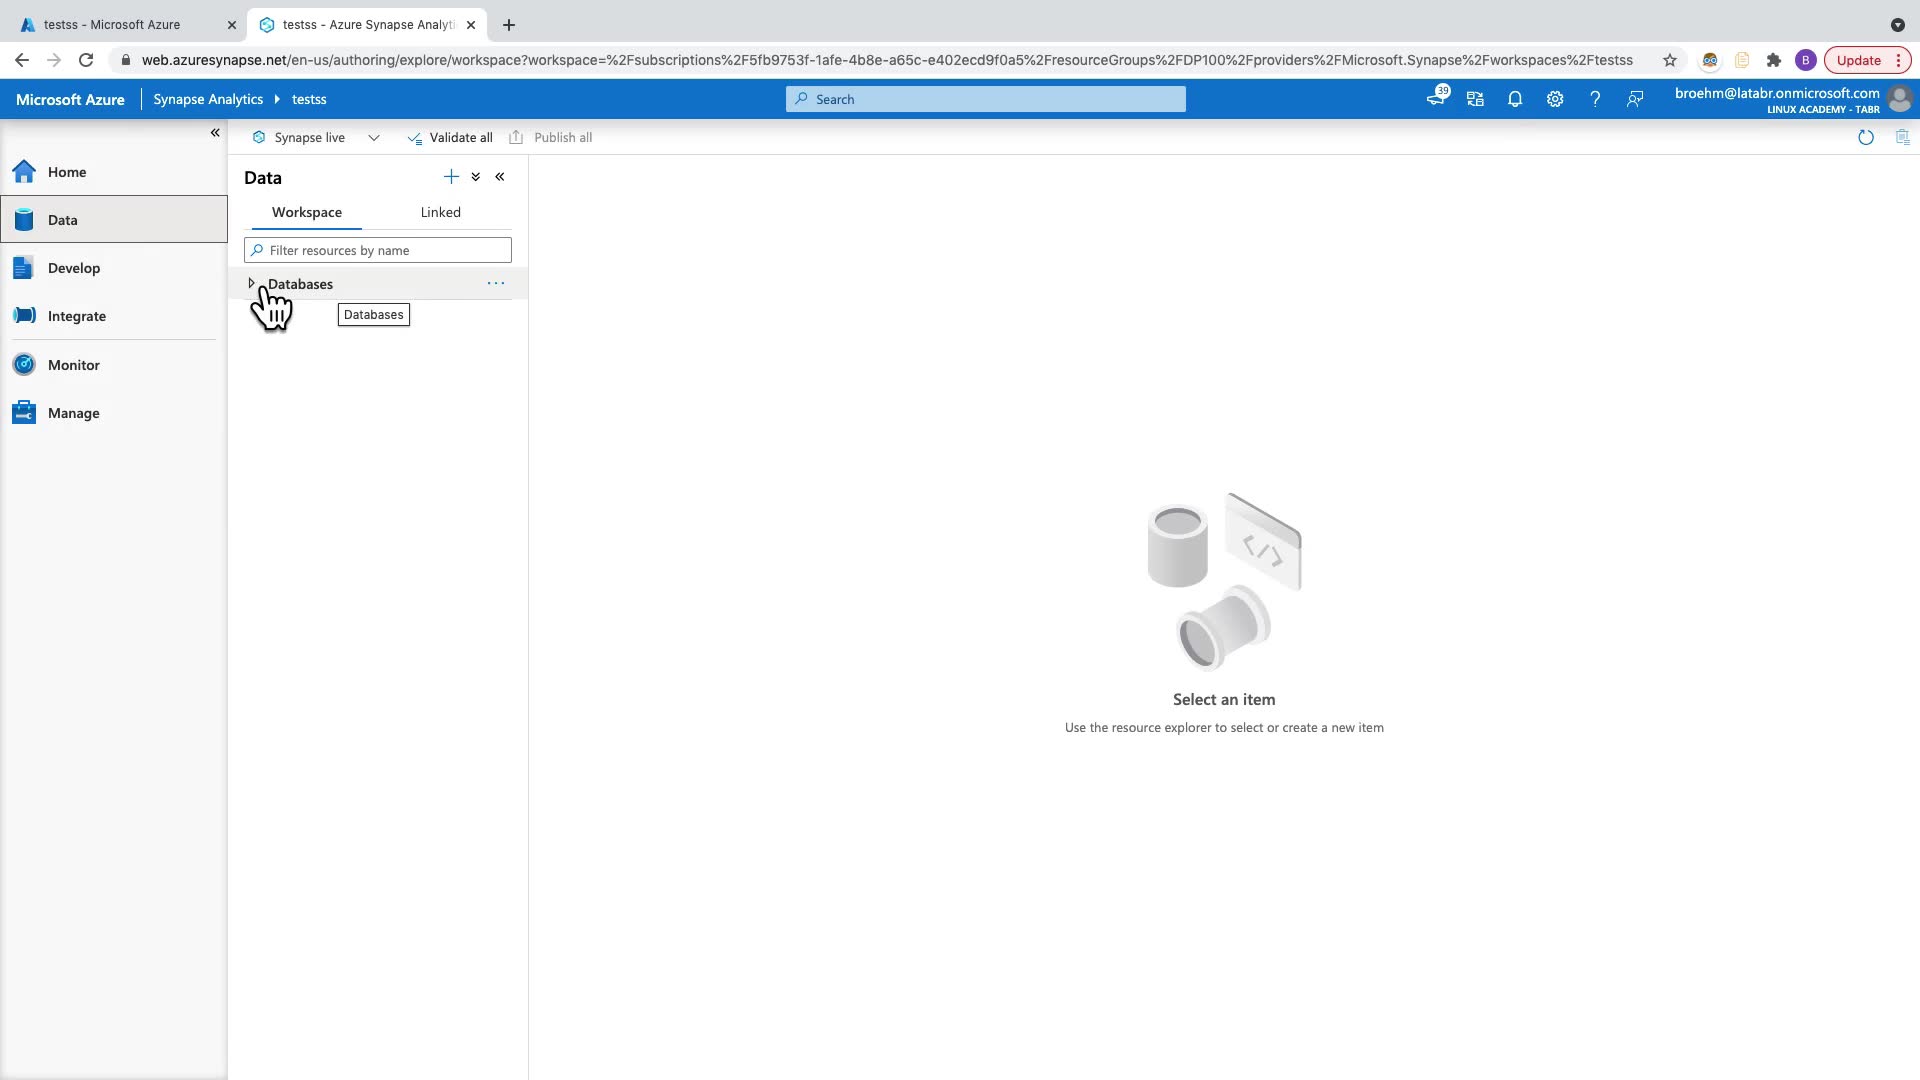 testss - Microsoft Azure
testss - Azure Synapse Analyti
web.azuresynapse.net/en-us/authoring/explore/workspace?workspace=%2Fsubscriptions%2F5fb9753f-1afe-4b8e-a65c-e402ecd9f0a5%2FresourceGroups%2FDP100%2Fproviders%2FMicrosoft.Synapse%2Fworkspaces%2Ftestss
B
Update
Microsoft Azure
Synapse Analytics
testss
Search
39
broehm@latabr.onmicrosoft.com
LINUX ACADEMY - TABR
Synapse live
Validate all
Publish all
Home
Data
Develop
Integrate
Monitor
Manage
Data
Workspace
Linked
Filter resources by name
Databases
Databases
Select an item
Use the resource explorer to select or create a new item